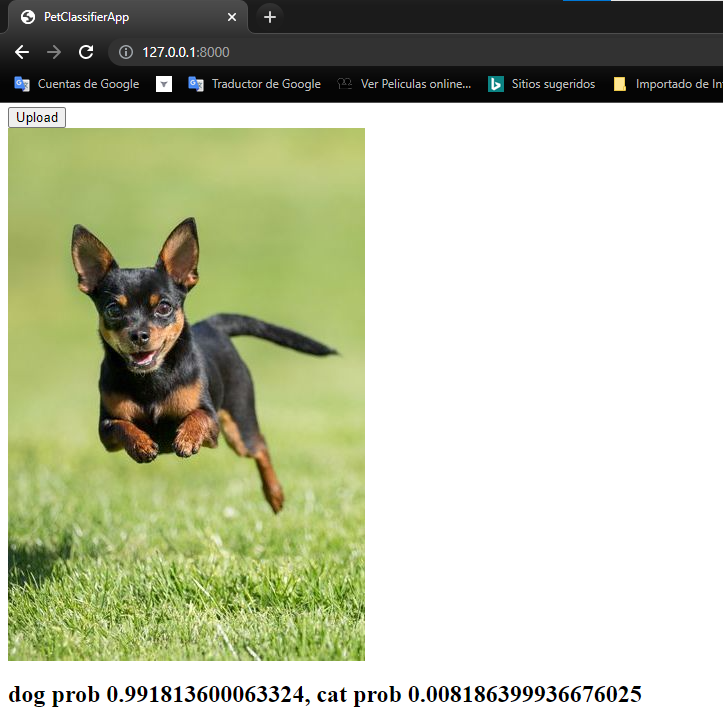 PetClassifierApp
127.0.0.1:8000
Cuentas de Google Traductor de Google Ver Peliculas online... Sitios sugeridos Importado de In
Upload
dog prob 0.991813600063324, cat prob 0.008186399936676025